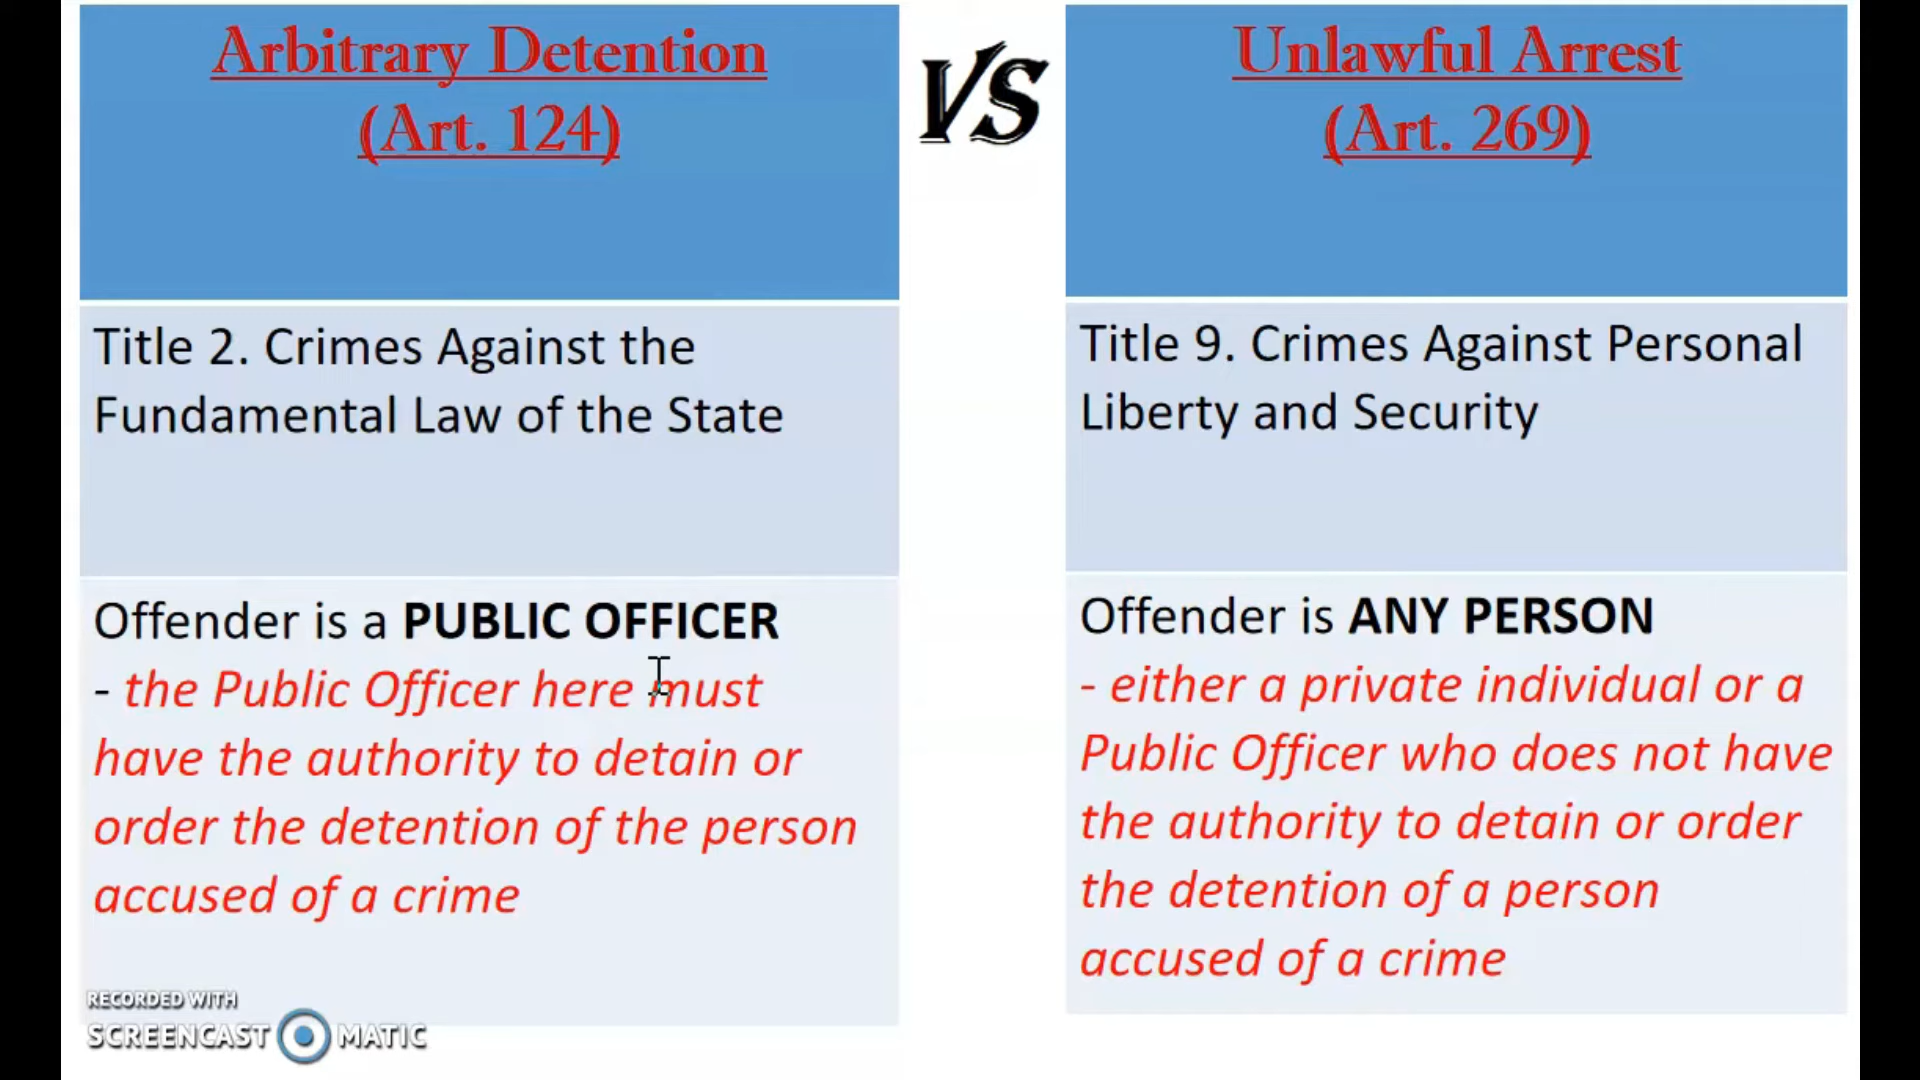 Arbitrary Detention
(Art. 124)
VS
Unlawful Arrest
(Art. 269)
Title 2. Crimes Against the
Fundamental Law of the State
Title 9. Crimes Against Personal
Liberty and Security
Offender is a PUBLIC OFFICER
- the Public Officer here must
have the authority to detain or
order the detention of the person
accused of a crime
Offender is ANY PERSON
- either a private individual or a
Public Officer who does not have
the authority to detain or order
the detention of a person
accused of a crime
RECORDED WITH
SCREENCAST MATIC